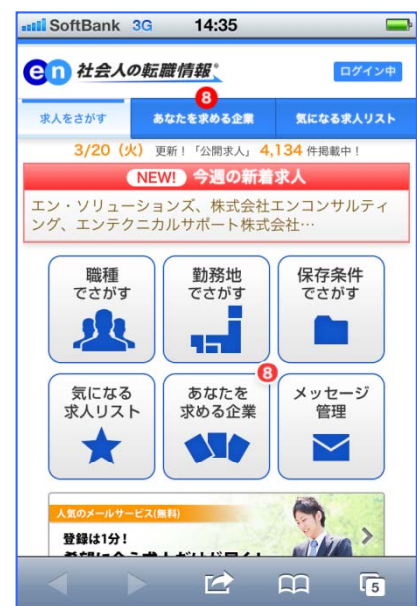 SoftBank 3G 14:35
en 社会人の転職情報
ログイン中
求人をさがす
あなたを求める企業
8
気になる求人リスト
3/20（火） 更新！「公開求人」 4,134 件掲載中！
NEW! 今週の新着求人
エン・ソリューションズ、株式会社エンコンサルティ
ング、エンテクニカルサポート株式会社…
職種
でさがす
勤務地
でさがす
保存条件
でさがす
気になる
求人リスト
あなたを
求める企業
8
メッセージ
管理
人気のメールサービス(無料)
登録は1分！
5